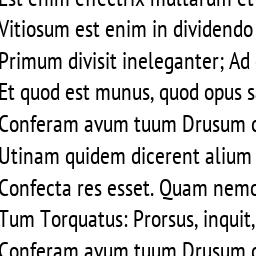 Est enim effectrix multarum et
Vitiosum est enim in dividendo
Primum divisit ineleganter; Ad
Et quod est munus, quod opus
Conferam avum tuum Drusum
Utinam quidem dicerent alium
Confecta res esset. Quam nemo
Tum Torquatus: Prorsus, inquit,
Conferam avum tuum Drusum